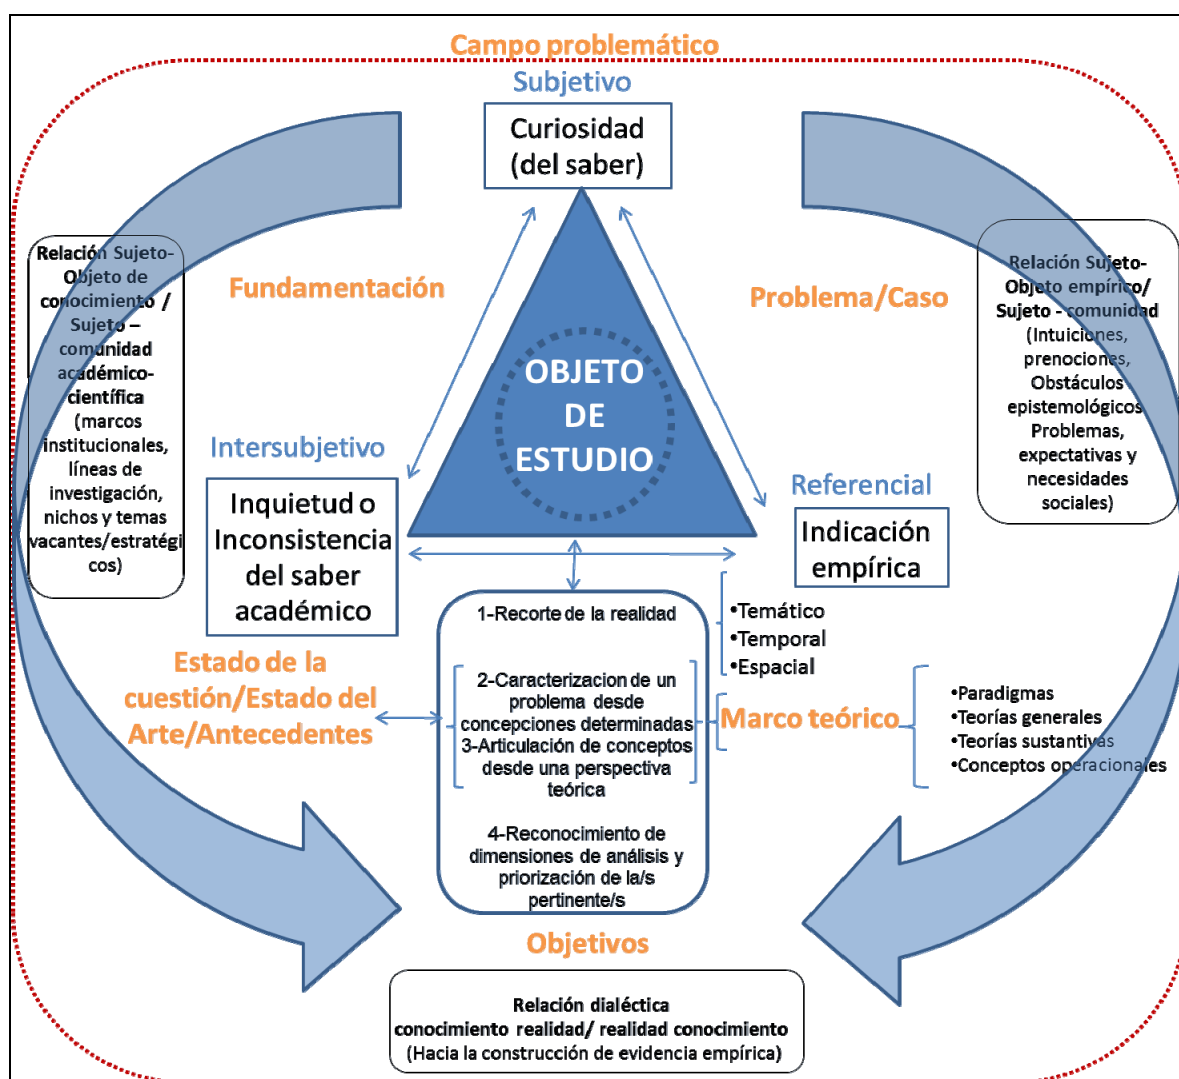 Campo problemático
Subjetivo
Curiosidad
(del saber)
Relación Sujeto-
Objeto de
conocimiento /
Sujeto –
comunidad
académico-
científica
(marcos
institucionales,
líneas de
investigación,
nichos y temas
vacantes/estratégi
cos)
Fundamentación
Problema/Caso
Relación Sujeto-
Objeto empírico/
Sujeto - comunidad
(Intuiciones,
prenociones,
Obstáculos
epistemológicos
Problemas,
expectativas y
necesidades
sociales)
OBJETO
DE
ESTUDIO
Intersubjetivo
Inquietud o
Inconsistencia
del saber
académico
Referencial
Indicación
empírica
1-Recorte de la realidad
•Temático
•Temporal
•Espacial
Estado de la
cuestión/Estado del
Arte/Antecedentes
2-Caracterizacion de un
problema desde
concepciones determinadas
3-Articulación de conceptos
desde una perspectiva
teórica
Marco teórico
•Paradigmas
•Teorías generales
•Teorías sustantivas
•Conceptos operacionales
4-Reconocimiento de
dimensiones de análisis y
priorización de la/s
pertinente/s
Objetivos
Relación dialéctica
conocimiento realidad/ realidad conocimiento
(Hacia la construcción de evidencia empírica)